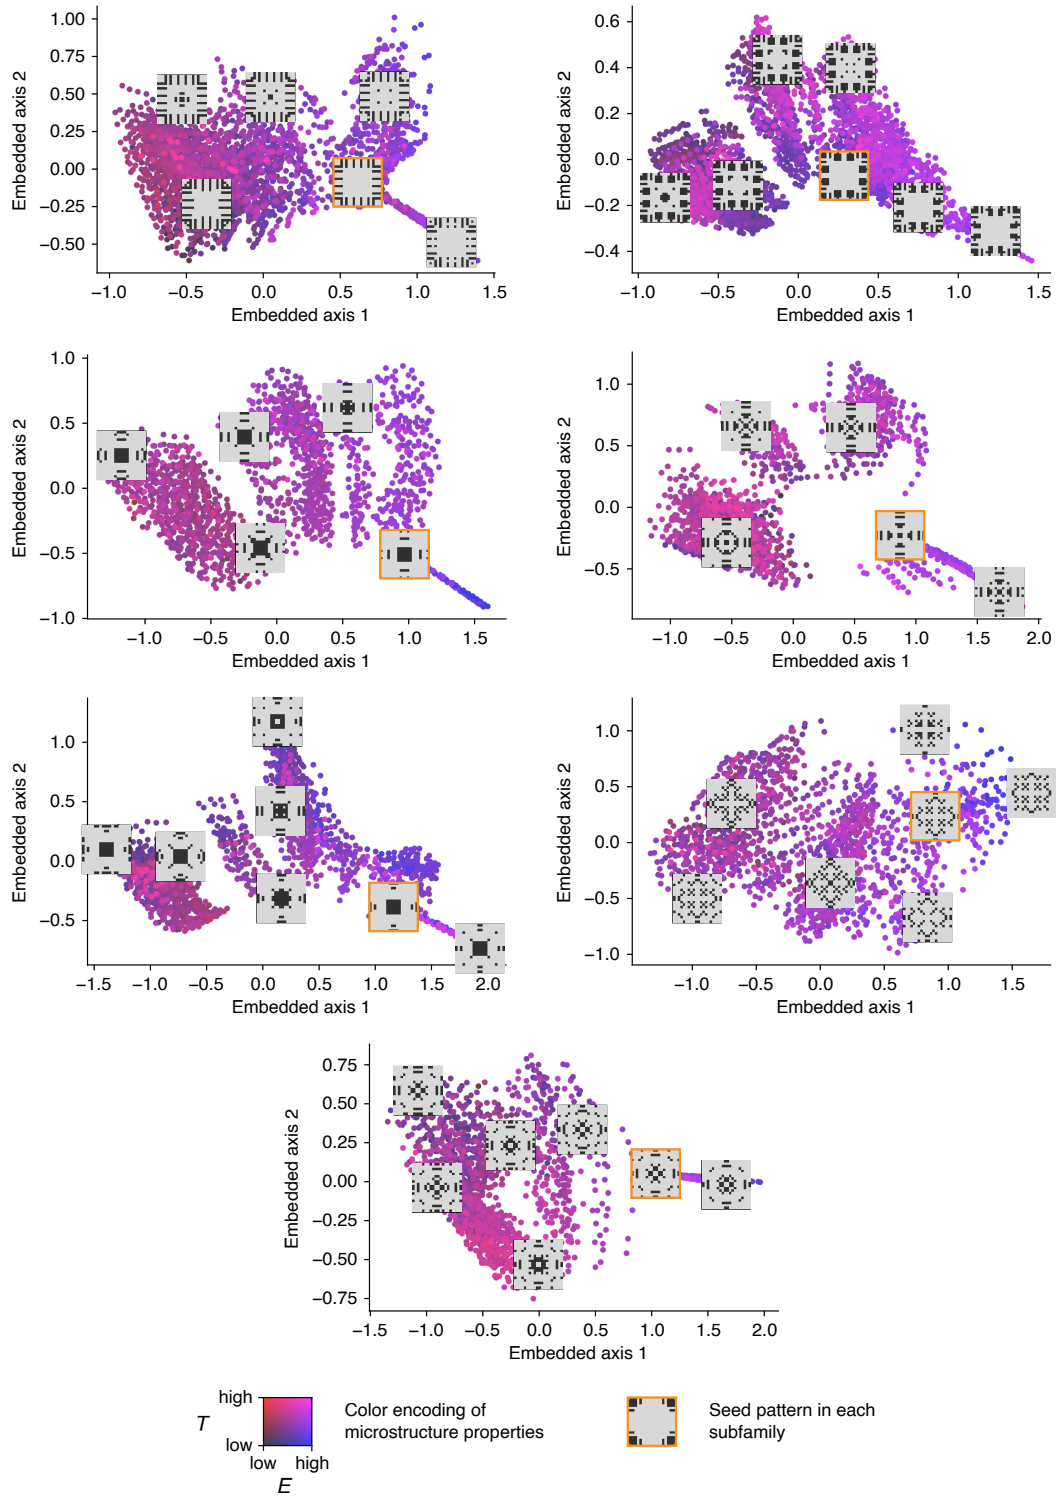 1.00
0.75
0.50
0.25
0.00
−0.25
−0.50
Embedded axis 2
−1.0 −0.5 0.0 0.5 1.0 1.5
Embedded axis 1
0.6
0.4
0.2
0.0
−0.2
−0.4
Embedded axis 2
−1.0 −0.5 0.0 0.5 1.0 1.5
Embedded axis 1
1.0
0.5
0.0
−0.5
−1.0
Embedded axis 2
−1.0 −0.5 0.0 0.5 1.0 1.5
Embedded axis 1
1.0
0.5
0.0
−0.5
Embedded axis 2
−1.0 −0.5 0.0 0.5 1.0 1.5 2.0
Embedded axis 1
1.0
0.5
0.0
−0.5
Embedded axis 2
−1.5 −1.0 −0.5 0.0 0.5 1.0 1.5 2.0
Embedded axis 1
1.0
0.5
0.0
−0.5
−1.0
Embedded axis 2
−1.0 −0.5 0.0 0.5 1.0 1.5
Embedded axis 1
0.75
0.50
0.25
0.00
−0.25
−0.50
−0.75
Embedded axis 2
−1.5 −1.0 −0.5 0.0 0.5 1.0 1.5 2.0
Embedded axis 1
high
T
low
low high
E
Color encoding of
microstructure properties
Seed pattern in each
subfamily